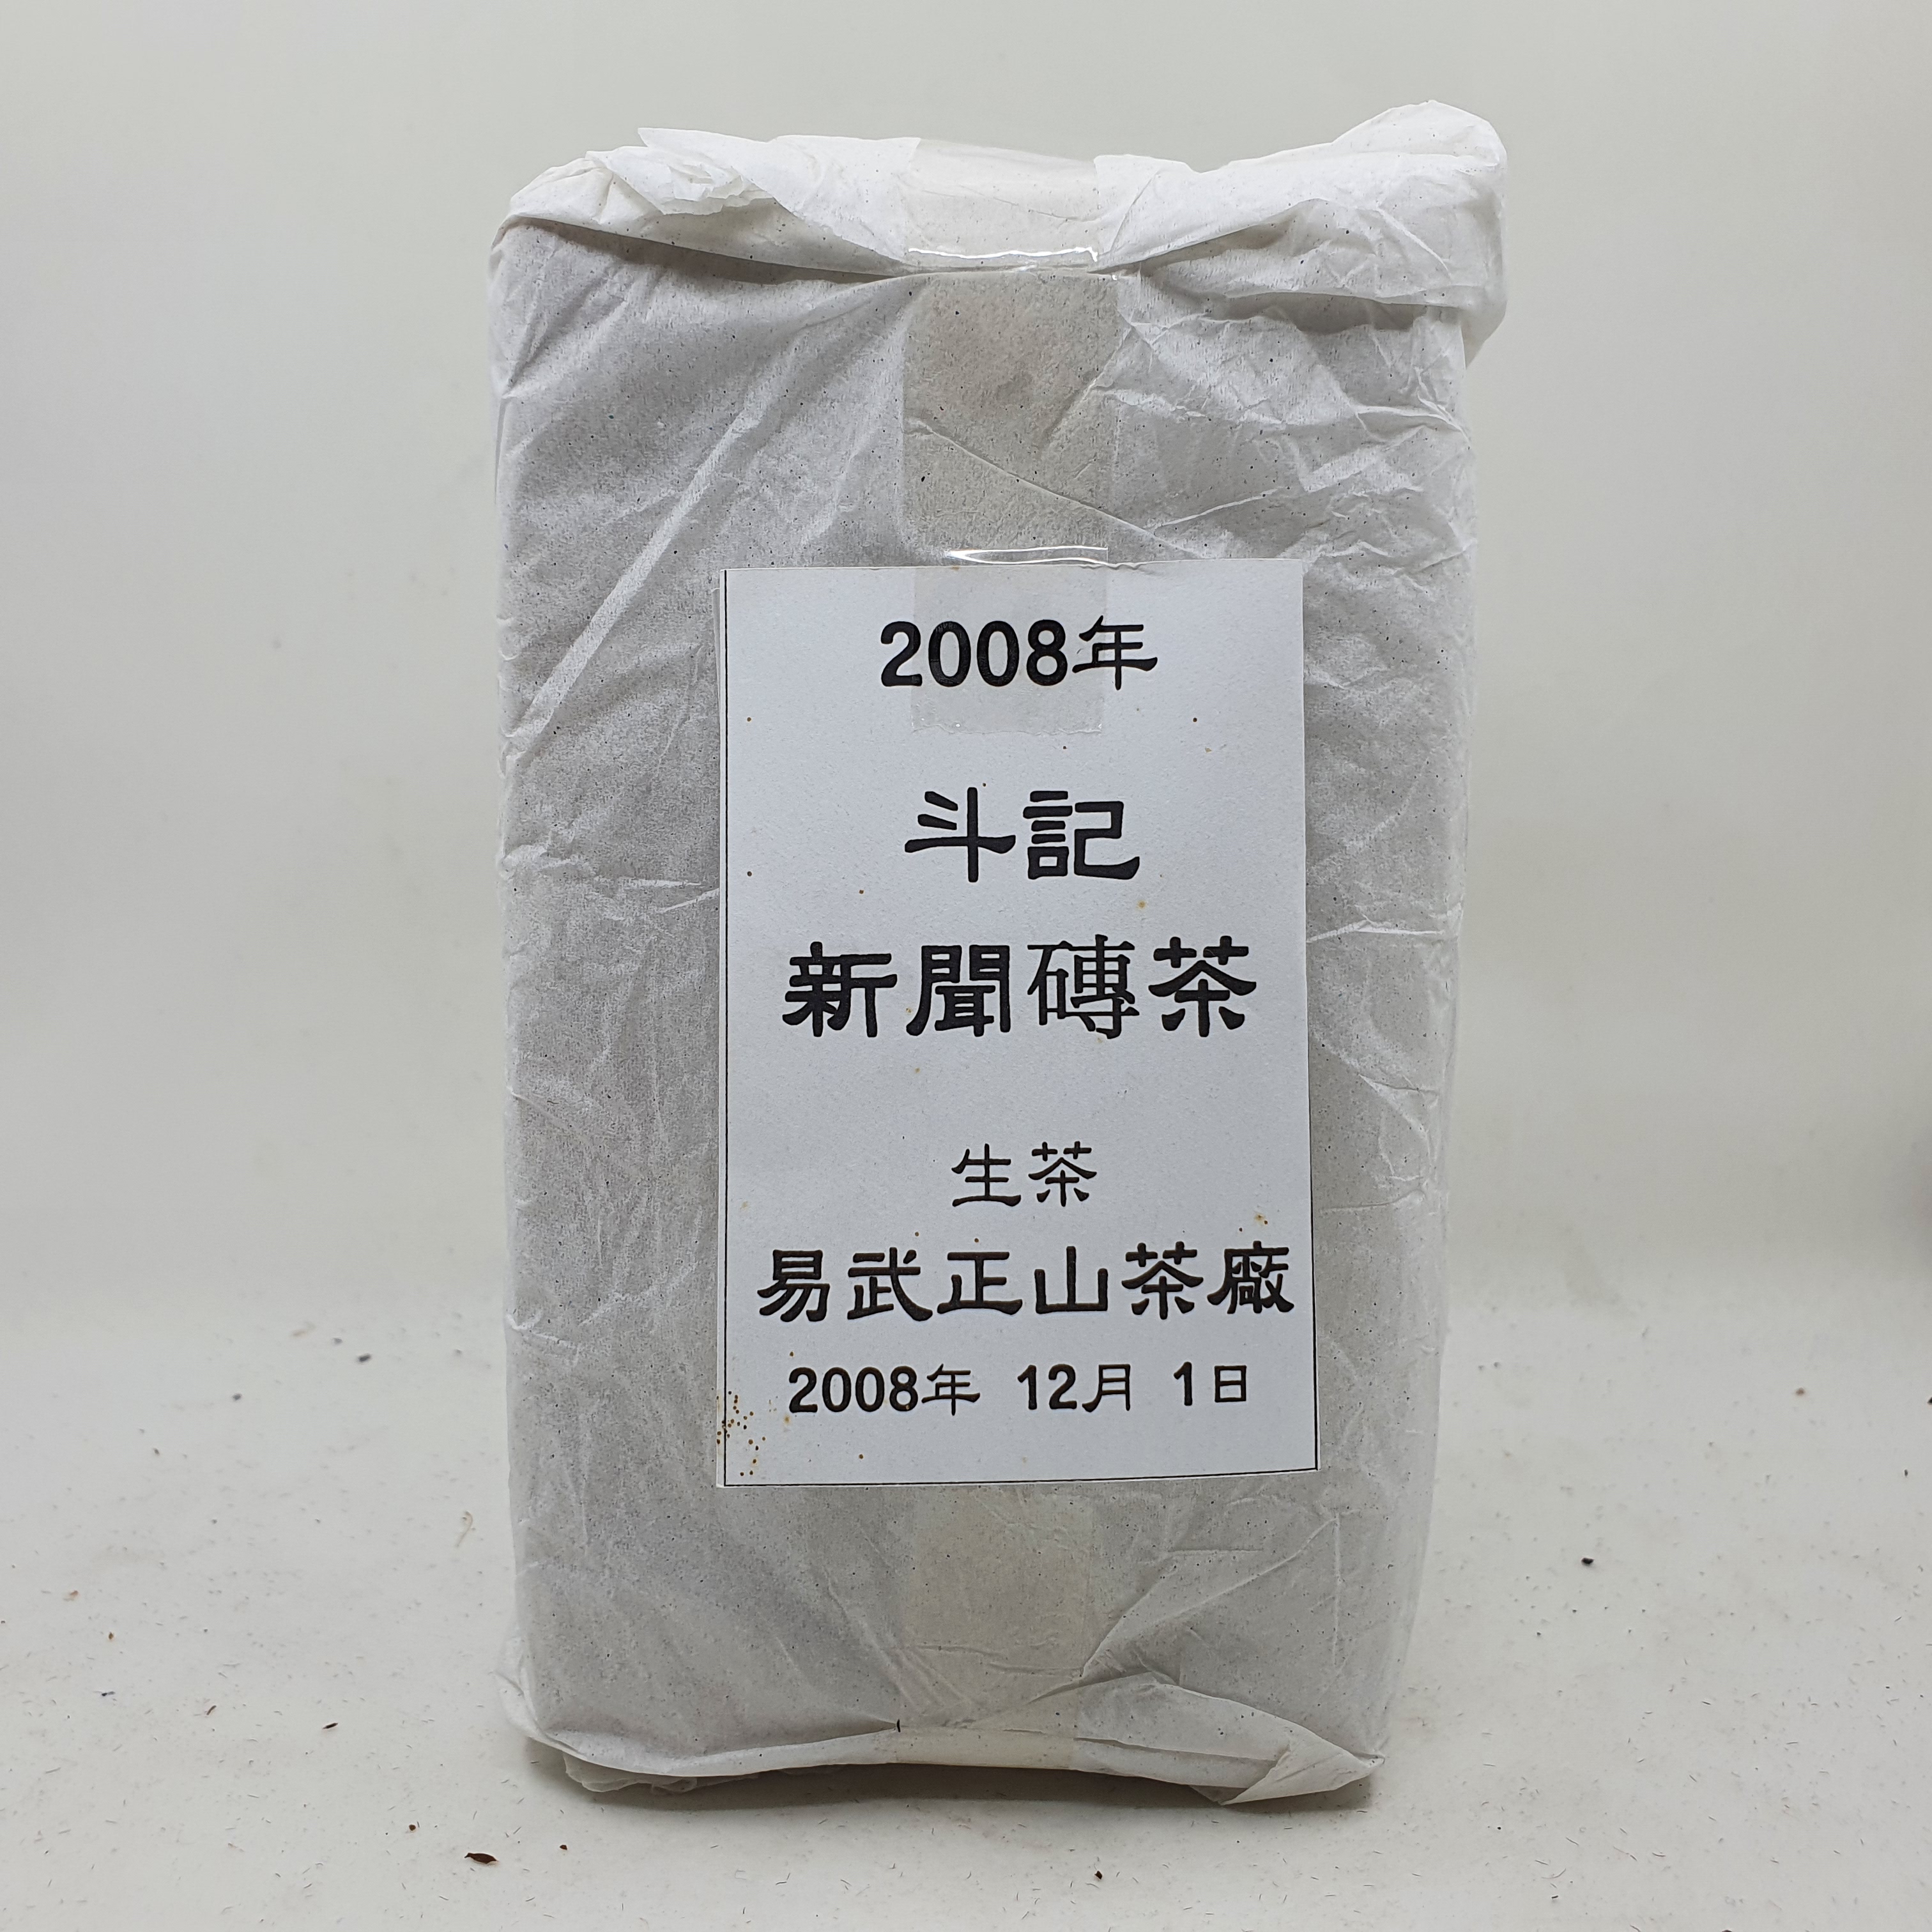 2008年
斗記
新聞磚茶
生茶
易武正山茶廠
2008年 12月 1日